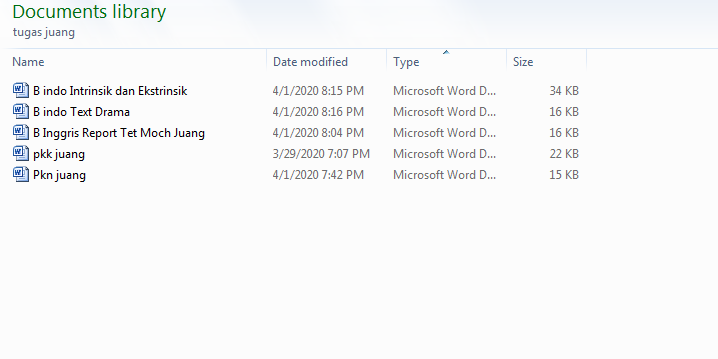 Documents library
tugas juang
Name Date modified Type Size
B indo Intrinsik dan Ekstrinsik 4/1/2020 8:15 PM Microsoft Word D... 34 KB
B indo Text Drama 4/1/2020 8:16 PM Microsoft Word D... 16 KB
B Inggris Report Tet Moch Juang 4/1/2020 8:04 PM Microsoft Word D... 16 KB
pkk juang 3/29/2020 7:07 PM Microsoft Word D... 22 KB
Pkn juang 4/1/2020 7:42 PM Microsoft Word D... 15 KB